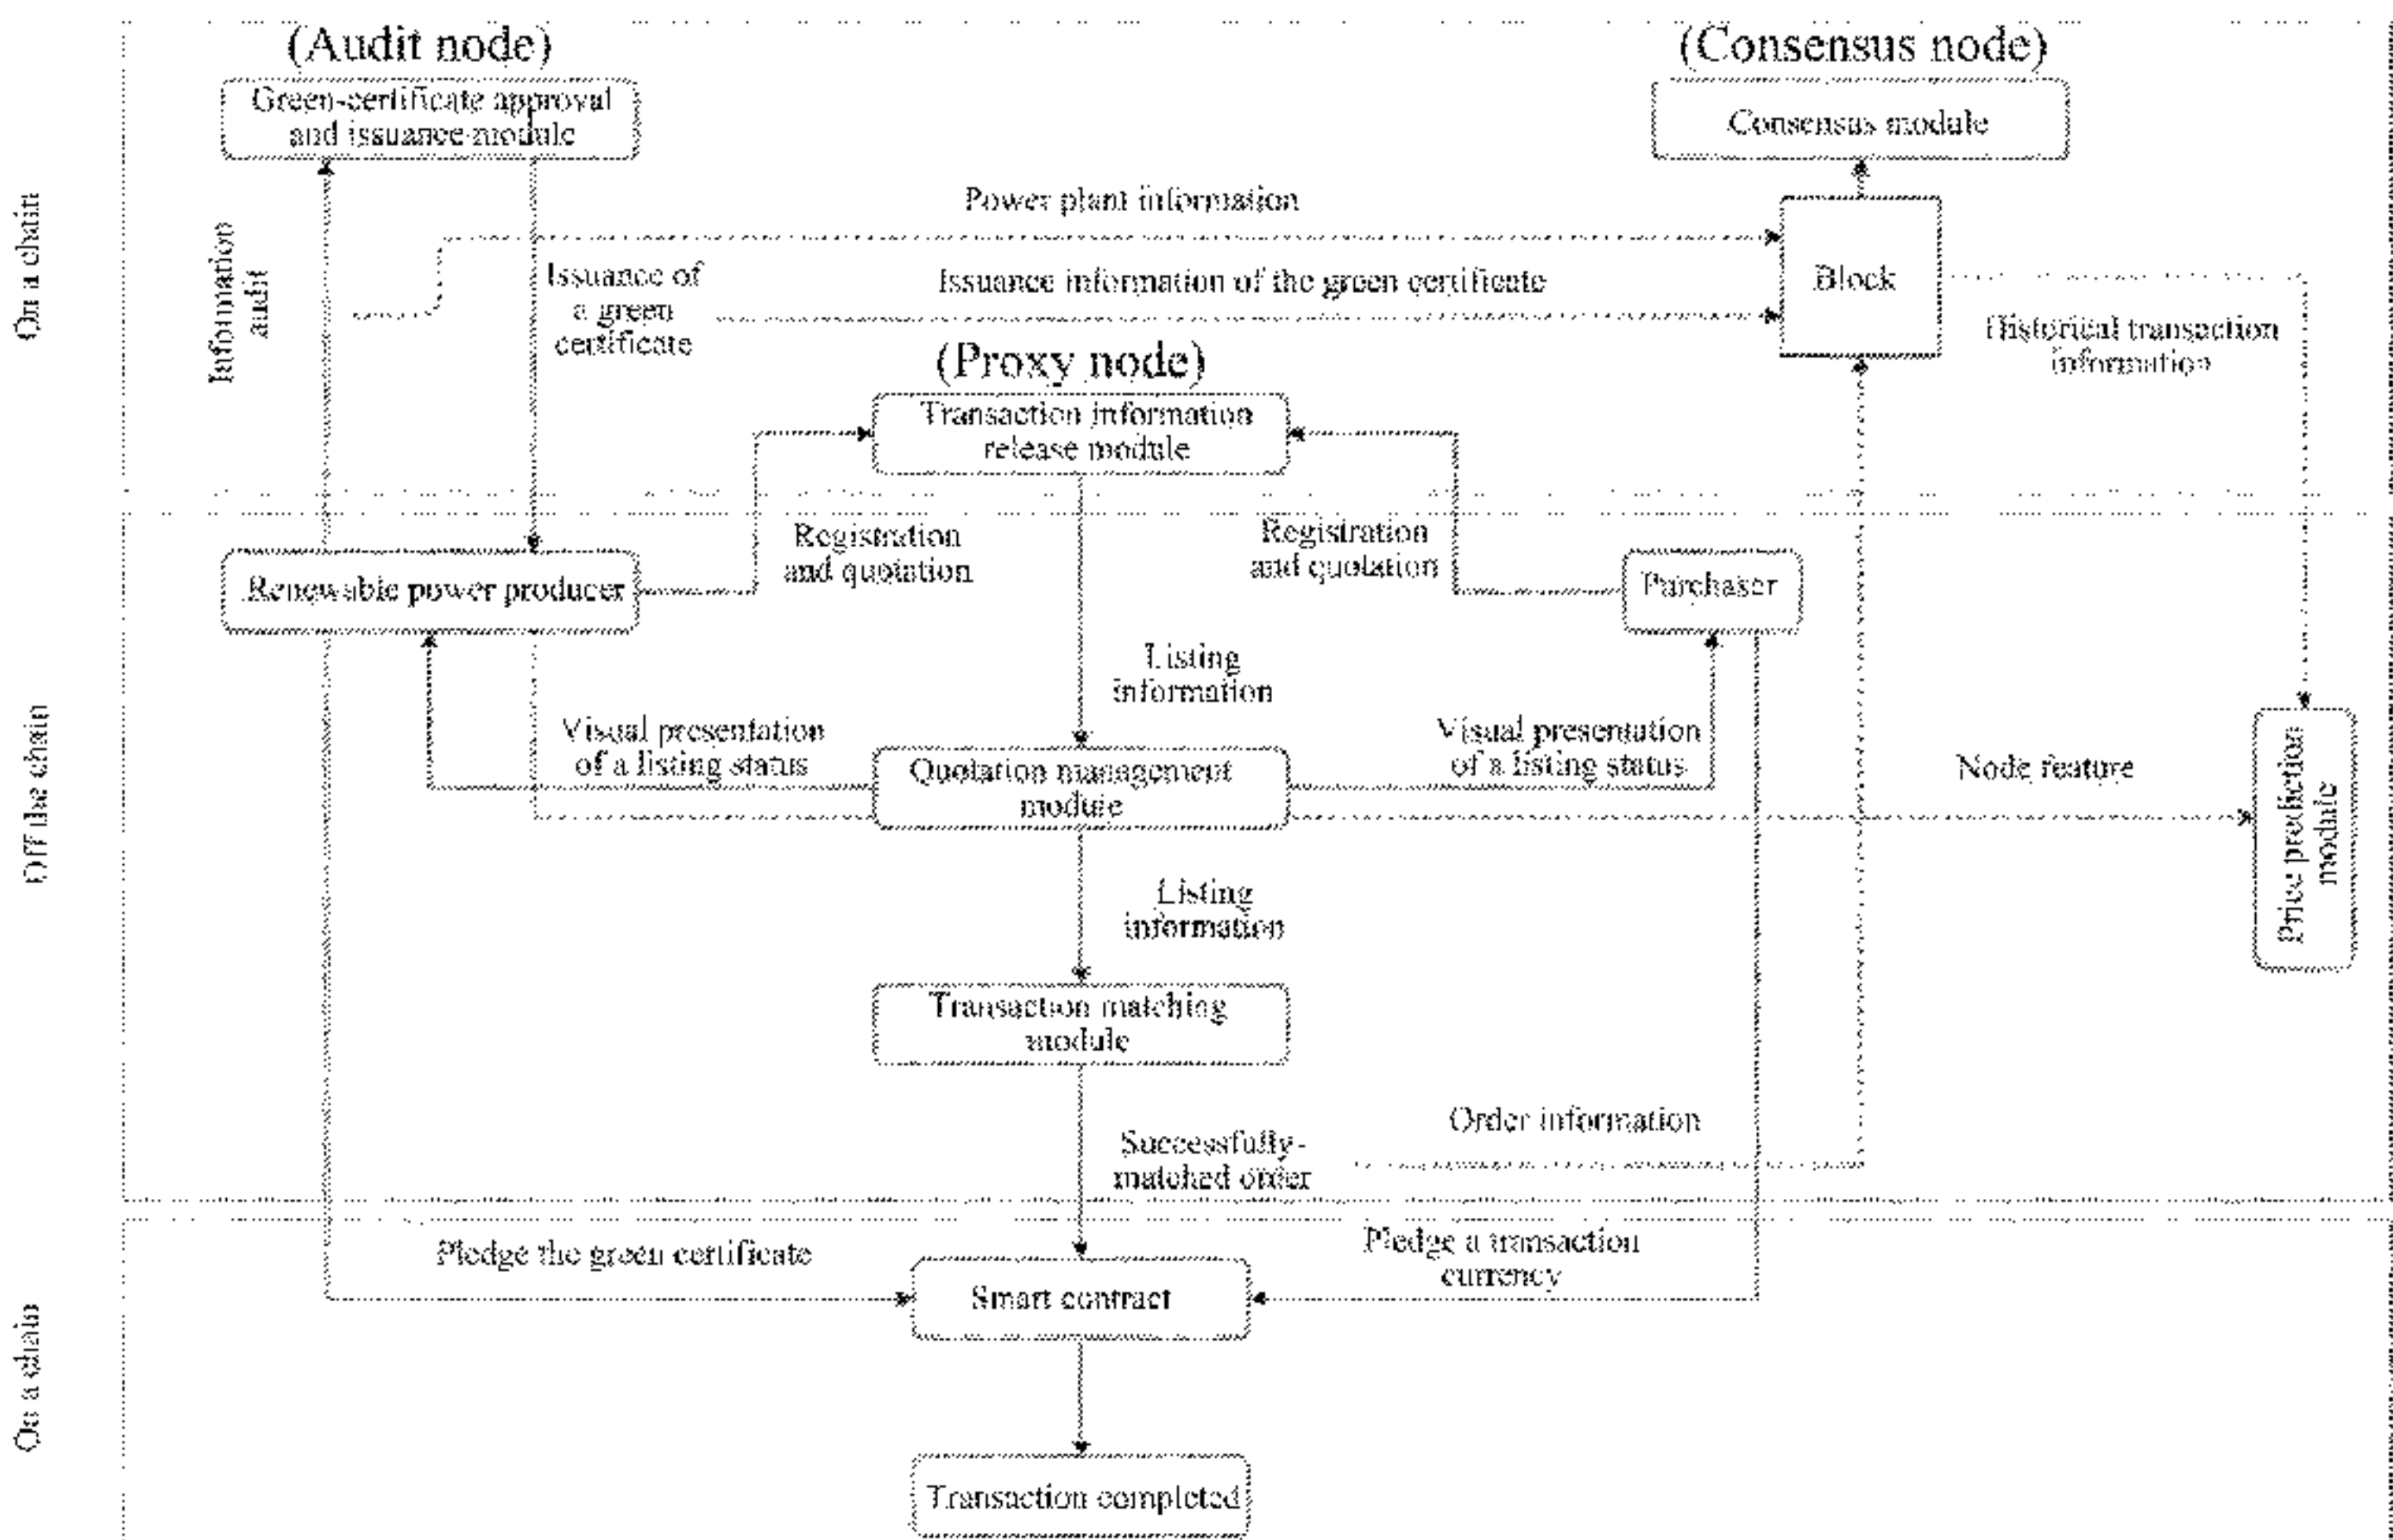 (Audit node)
(Consensus node)
Green-certificate approval
and issuance module
Consensus module
On a chain
Information
audit
Power plant information
Issuance of
a green
certificate
Issuance information of the green certificate
Block
Historical transaction
information
(Proxy node)
Transaction information
release module
Off the chain
Renewable power producer
Registration
and quotation
Registration
and quotation
Purchaser
Listing
information
Visual presentation
of a listing status
Quotation management
module
Visual presentation
of a listing status
Node feature
Price prediction
module
Listing
information
Transaction matching
module
Successfully-
matched order
Order information
On a chain
Pledge the green certificate
Pledge a transaction
currency
Smart contract
Transaction completed